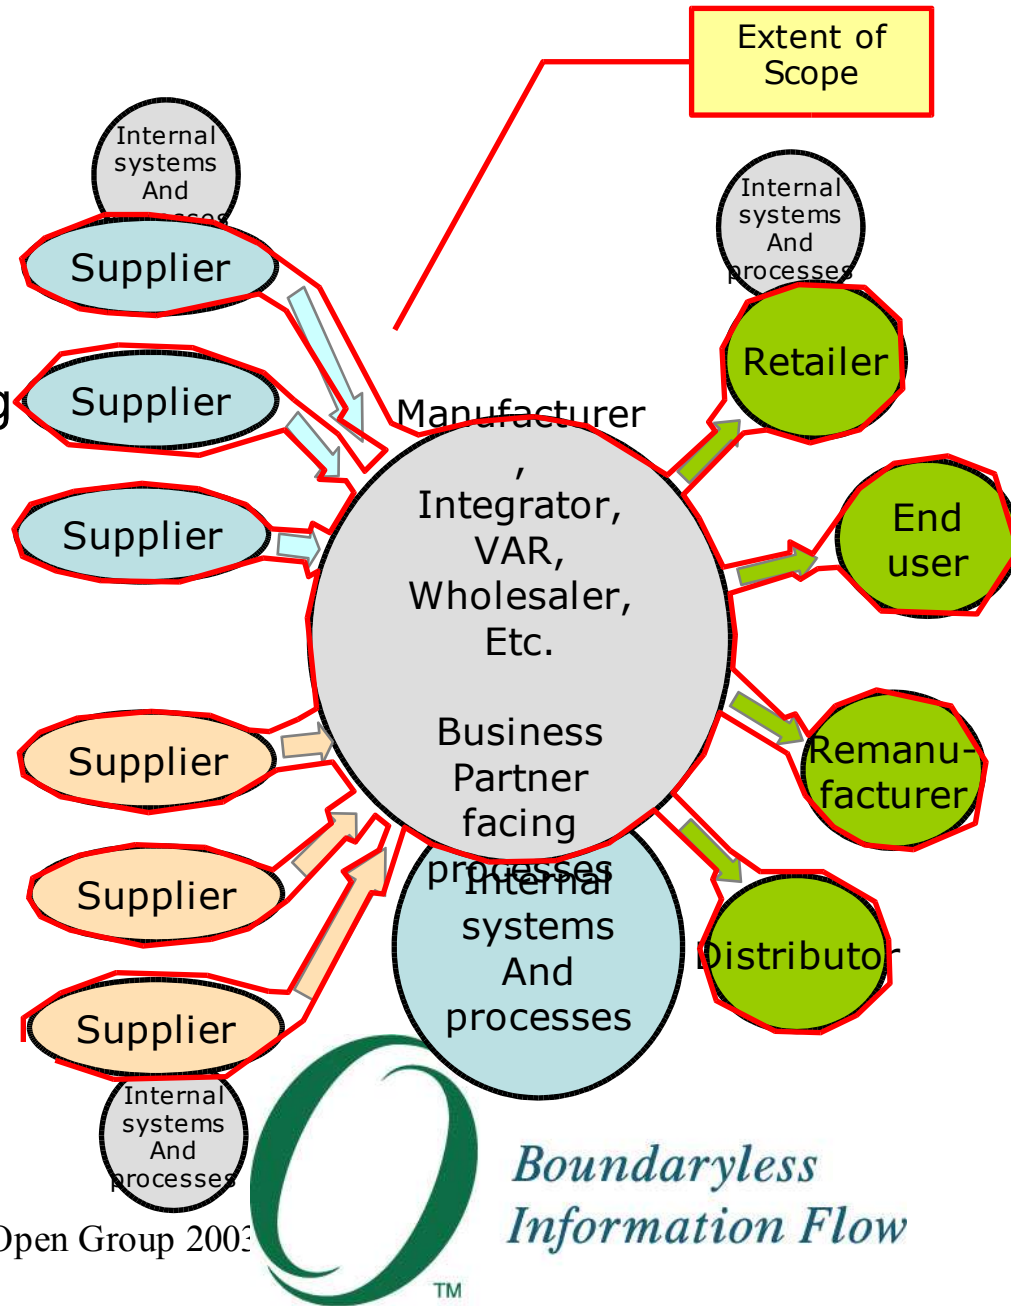 Extent of
Scope
Internal
systems
And
Supplier
Internal
systems
And
processes
Retailer
Supplier
Manufacturer
,
Integrator,
VAR,
Wholesaler,
Etc.
Business
Partner
facing
processes
Supplier
End
user
Supplier
Remanu-
facturer
Supplier
Internal
systems
And
processes
Distributor
Supplier
Internal
systems
And
processes
Boundaryless
Information Flow
TM
Open Group 2003